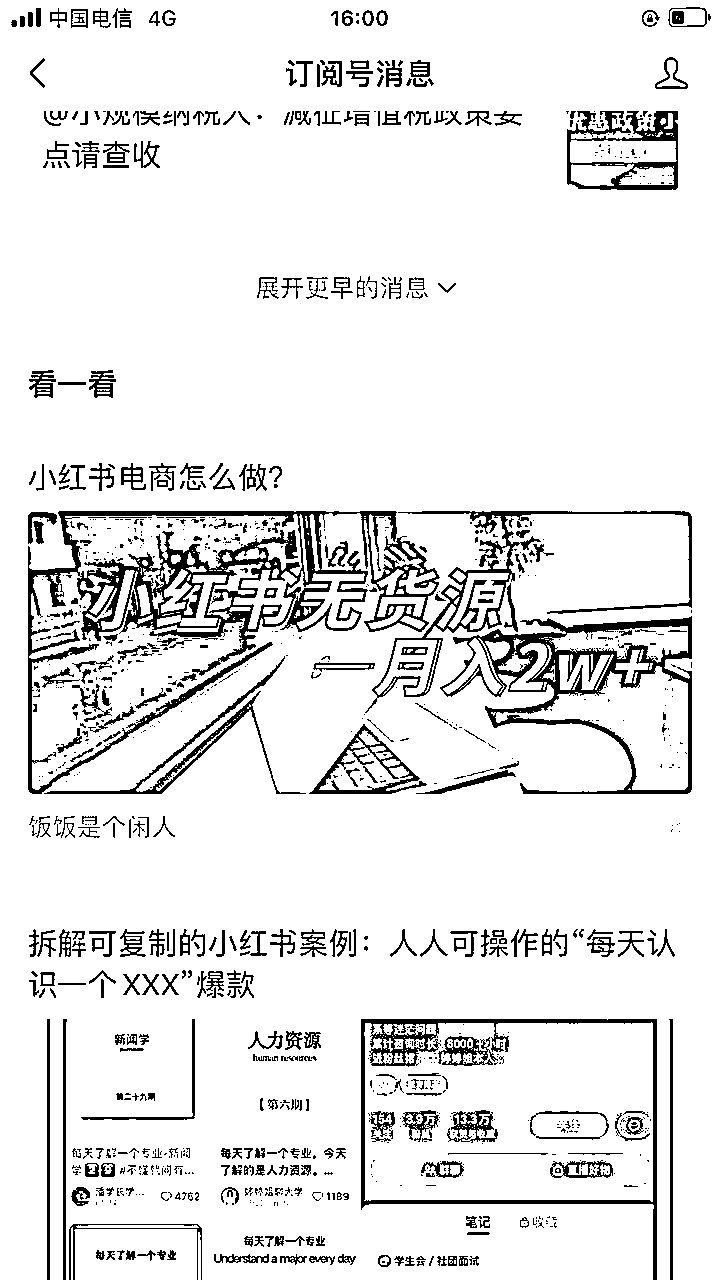 中国电信 4G 16:00
订阅号消息
@小规模纳税人：减征增值税政策要
点请查收
优惠政策小
展开更早的消息
看一看
小红书电商怎么做？
小红书无货源
一月入2w+
饭饭是个闲人
拆解可复制的小红书案例：人人可操作的“每天认
识一个XXX”爆款
新闻学
第二十九期
人力资源
human resources
【第六期】
每天了解一个专业·新闻
每天了解一个专业，今天
了解的是人力资源。...
4762
1189
笔记
收藏
每天了解一个专业
每天了解一个专业
Understand a major every day
学生会 / 社团面试